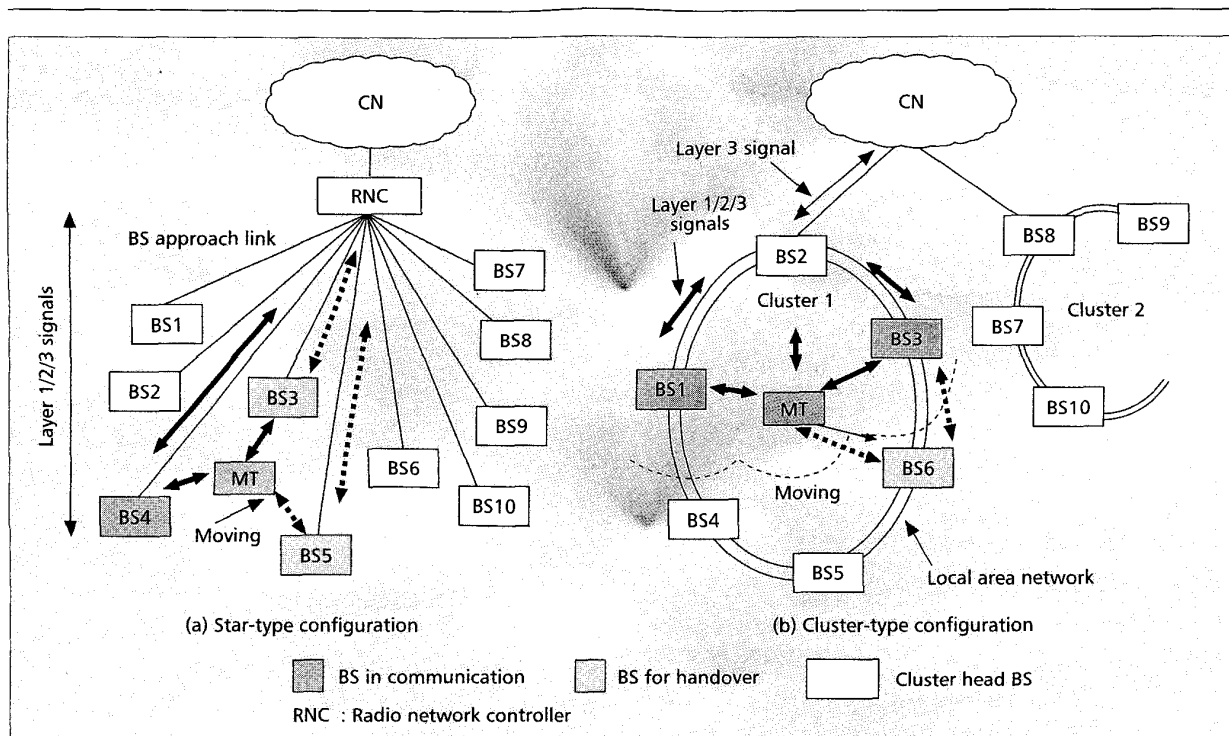 CN
RNC
BS approach link
Layer 1/2/3 signals
BS1
BS2
BS3
BS4
MT
Moving
BS5
BS6
BS7
BS8
BS9
BS10
(a) Star-type configuration
CN
Layer 3 signal
Layer 1/2/3
signals
BS2
Cluster 1
BS3
BS1
MT
BS6
Moving
BS4
BS5
Local area network
BS8
BS9
Cluster 2
BS7
BS10
(b) Cluster-type configuration
BS in communication
BS for handover
Cluster head BS
RNC : Radio network controller